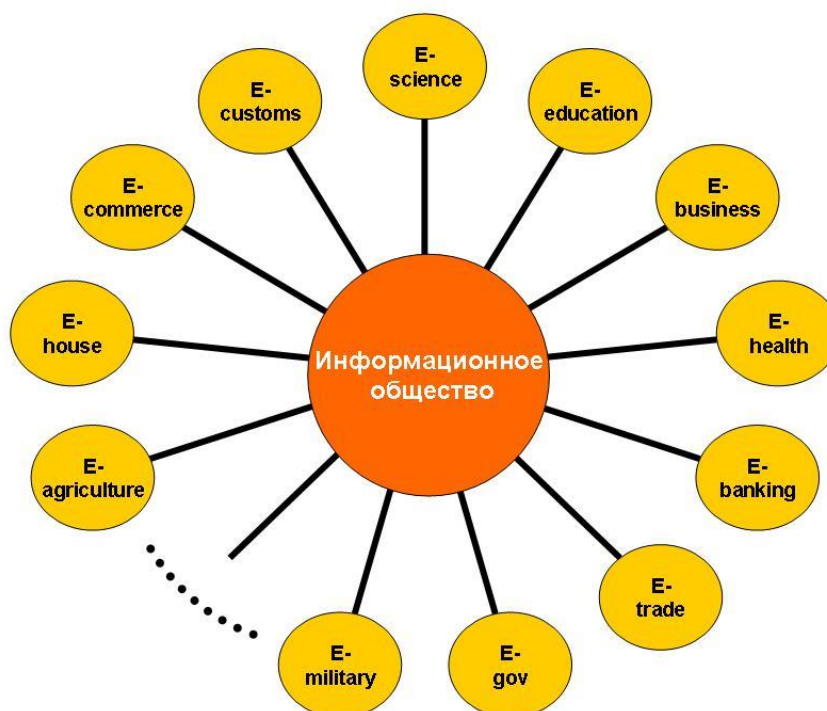 E-
science
E-
education
E-
business
E-
health
E-
banking
E-
trade
E-
gov
E-
military
E-
agriculture
E-
house
E-
commerce
E-
customs
Информационное
общество